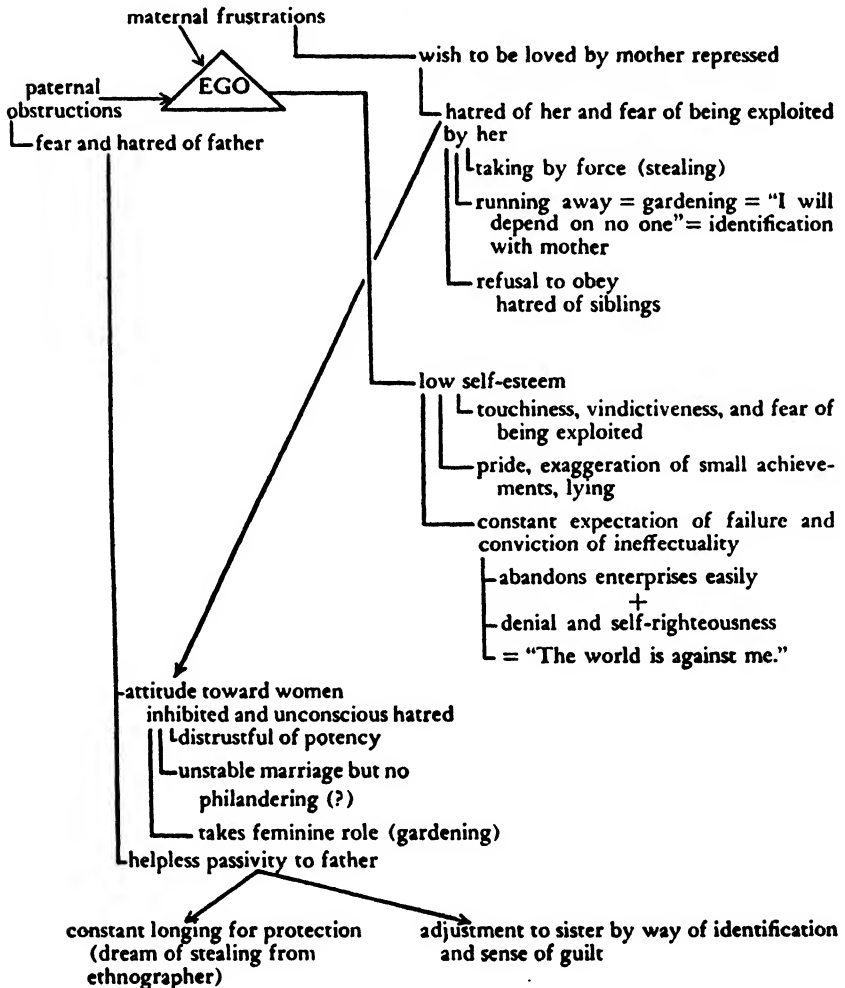 maternal frustrations
wish to be loved by mother repressed
EGO
paternal
obstructions
fear and hatred of father
hatred of her and fear of being exploited
by her
taking by force (stealing)
running away = gardening = “I will
depend on no one” = identification
with mother
refusal to obey
hatred of siblings
low self-esteem
touchiness, vindictiveness, and fear of
being exploited
pride, exaggeration of small achieve-
ments, lying
constant expectation of failure and
conviction of ineffectuality
abandons enterprises easily
+
denial and self-righteousness
= “The world is against me.”
attitude toward women
inhibited and unconscious hatred
distrustful of potency
unstable marriage but no
philandering (?)
takes feminine role (gardening)
helpless passivity to father
constant longing for protection
(dream of stealing from
ethnographer)
adjustment to sister by way of identification
and sense of guilt